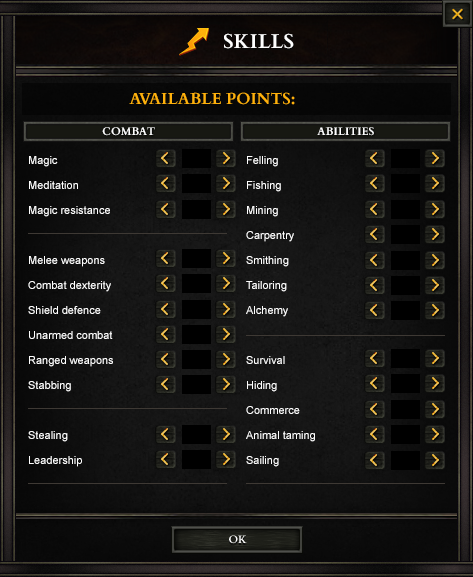 SKILLS
AVAILABLE POINTS:
COMBAT
Magic
Meditation
Magic resistance
Melee weapons
Combat dexterity
Shield defence
Unarmed combat
Ranged weapons
Stabbing
Stealing
Leadership
ABILITIES
Felling
Fishing
Mining
Carpentry
Smithing
Tailoring
Alchemy
Survival
Hiding
Commerce
Animal taming
Sailing
OK